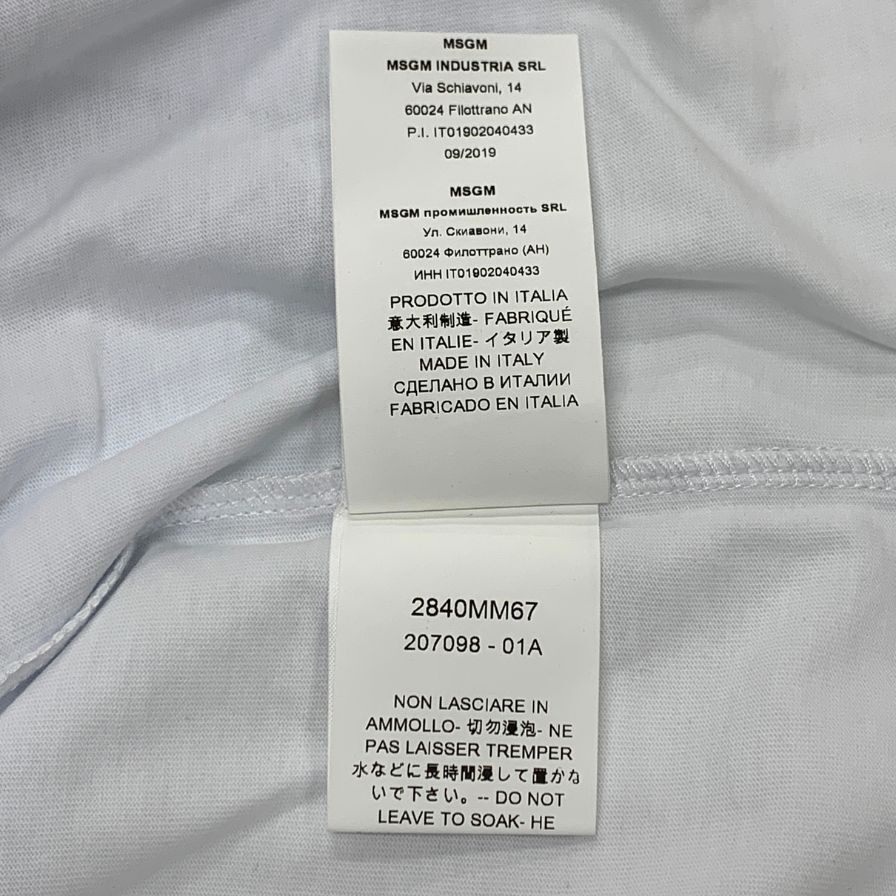 MSGM
MSGM INDUSTRIA SRL
Via Schiavoni, 14
60024 Filottrano AN
P.I. IT01902040433
09/2019
MSGM
MSGM промишленность SRL
Ул. Скиавони, 14
60024 Филоттрано (АН)
ИНН IT01902040433
PRODOTTO IN ITALIA
意大利制造- FABRIQUÉ
EN ITALIE- イタリア製
MADE IN ITALY
СДЕЛАНО В ИТАЛИИ
FABRICADO EN ITALIA
2840MM67
207098 - 01A
NON LASCIARE IN
AMMOLLO- 切勿浸泡- NE
PAS LAISSER TREMPER
水などに長時間浸して置かな
いで下さい。-- DO NOT
LEAVE TO SOAK- HE